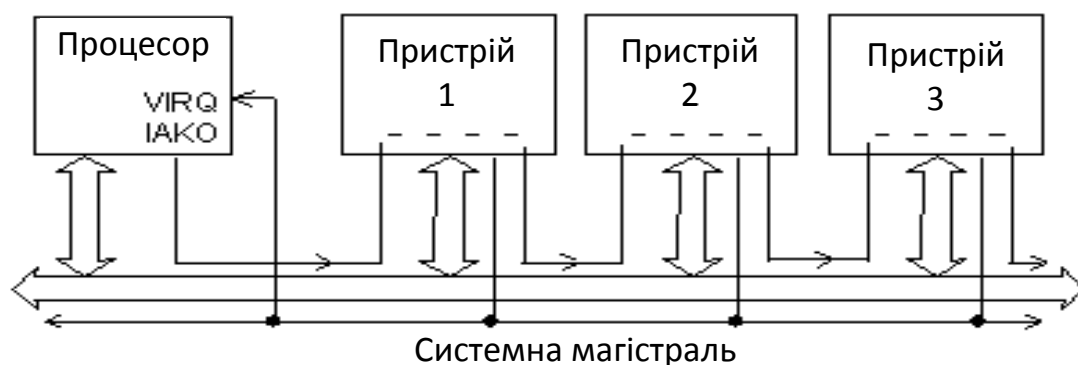 Процесор
VIRQ
IAKO
Пристрій
1
Пристрій
2
Пристрій
3
Системна магістраль